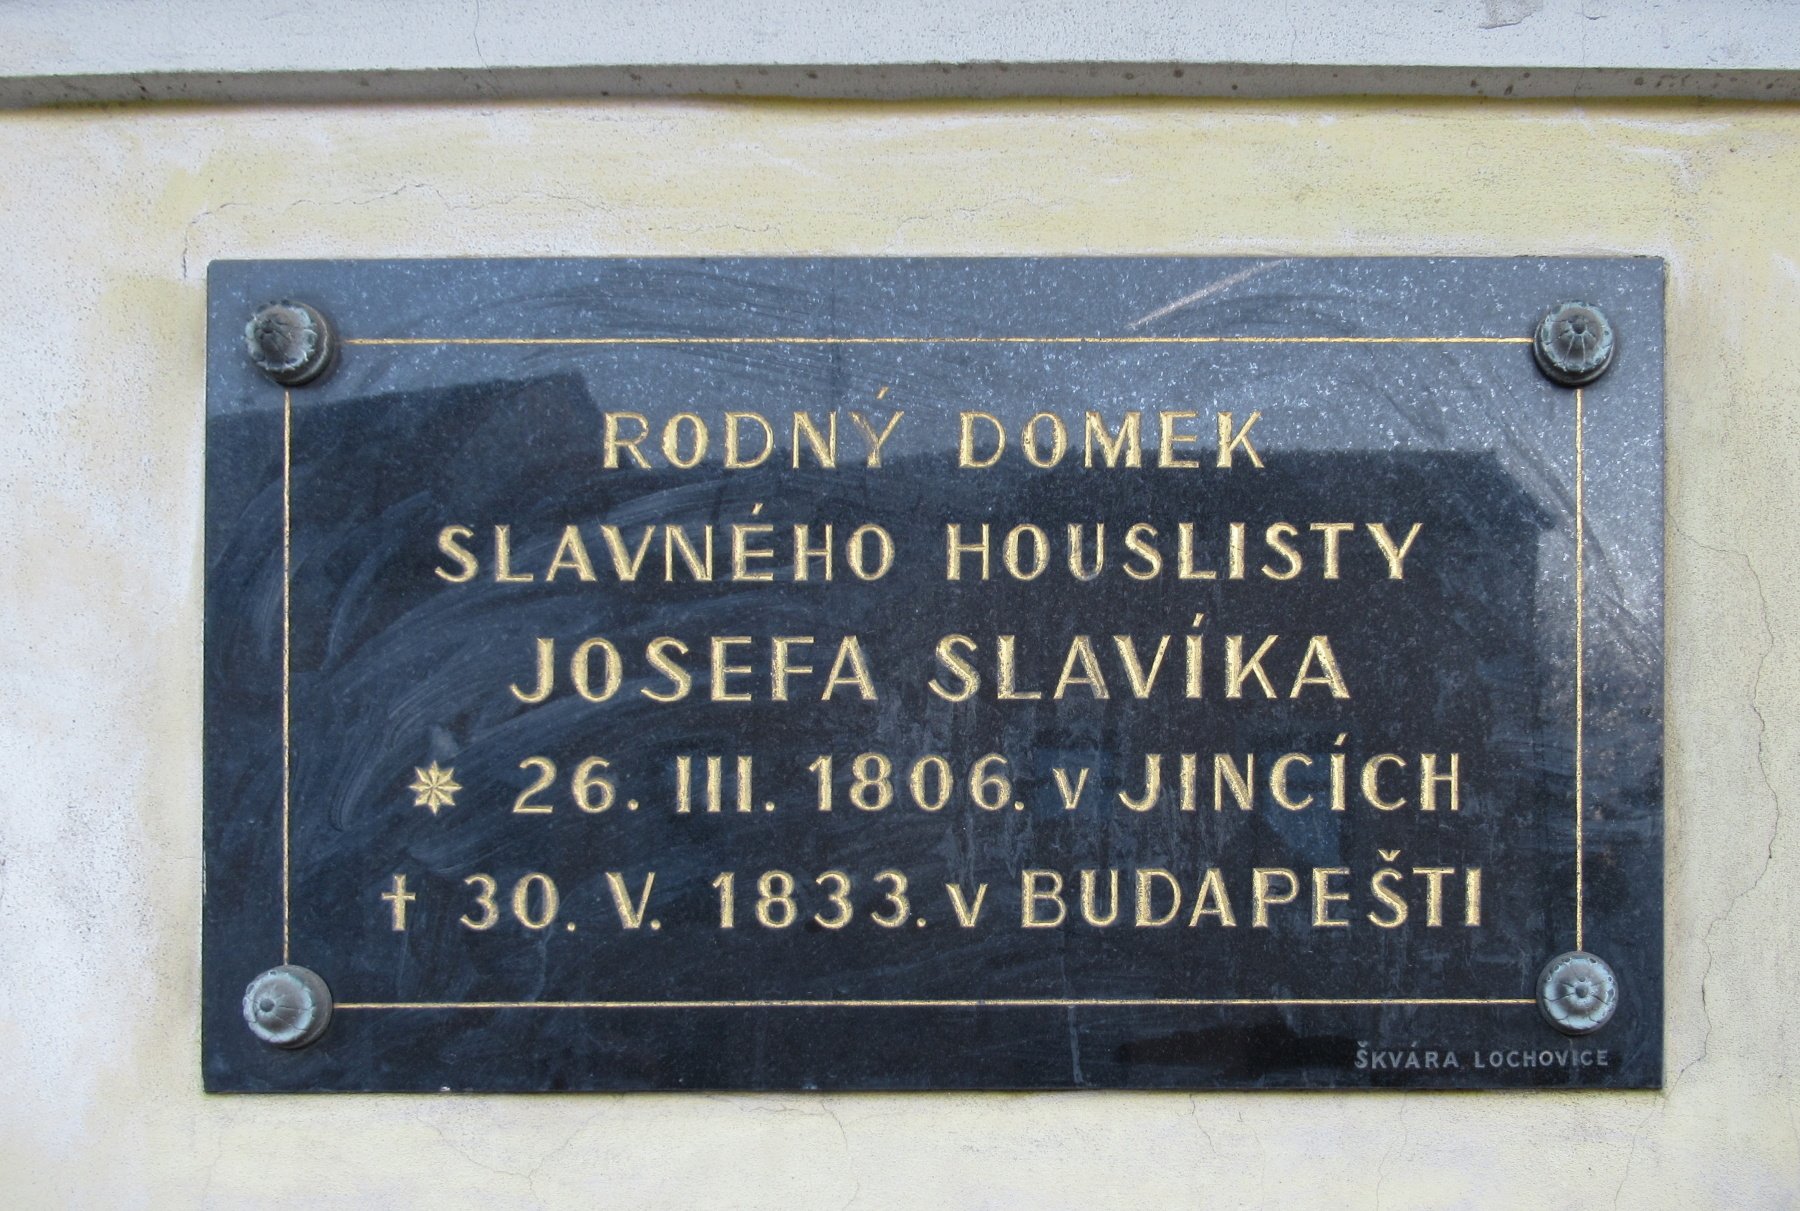 RODNÝ DOMEK
SLAVNÉHO HOUSLISTY
JOSEFA SLAVÍKA
* 26. III. 1806. v JINCÍCH
† 30. V. 1833. v BUDAPEŠTI
ŠKVÁRA LOCHOVICE